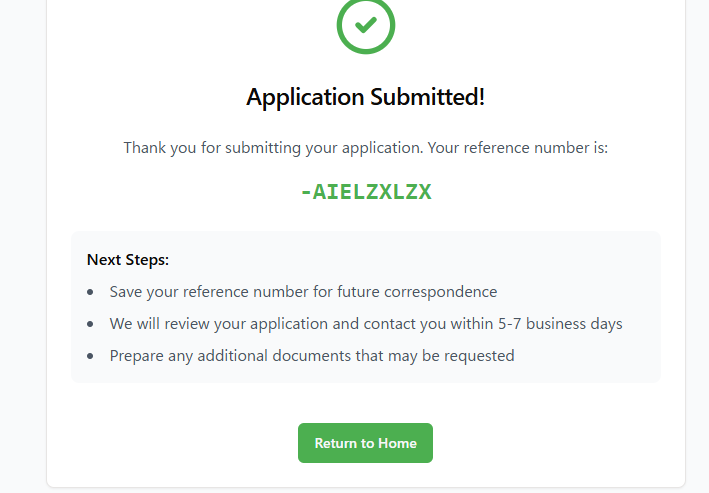 Application Submitted!
Thank you for submitting your application. Your reference number is:
-AIELZXLZX
Next Steps:
• Save your reference number for future correspondence
• We will review your application and contact you within 5-7 business days
• Prepare any additional documents that may be requested
Return to Home